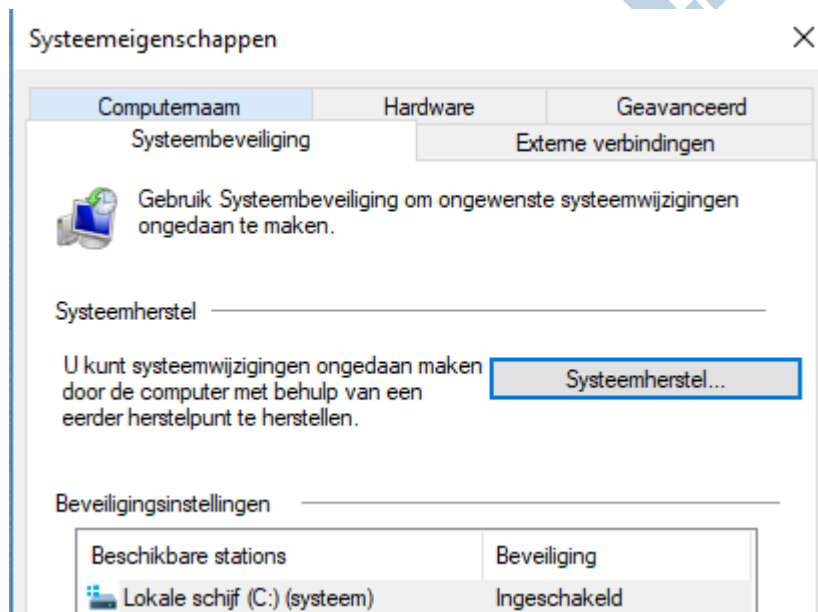 Systeemeigenschappen
Computernaam Hardware Geavanceerd
Systeembeveiliging Externe verbindingen
Gebruik Systeembeveiliging om ongewenste systeemwijzigingen
ongedaan te maken.
Systeemherstel
U kunt systeemwijzigingen ongedaan maken
door de computer met behulp van een
eerder herstelpunt te herstellen.
Systeemherstel...
Beveiligingsinstellingen
Beschikbare stations Beveiliging
Lokale schijf (C:) (systeem) Ingeschakeld